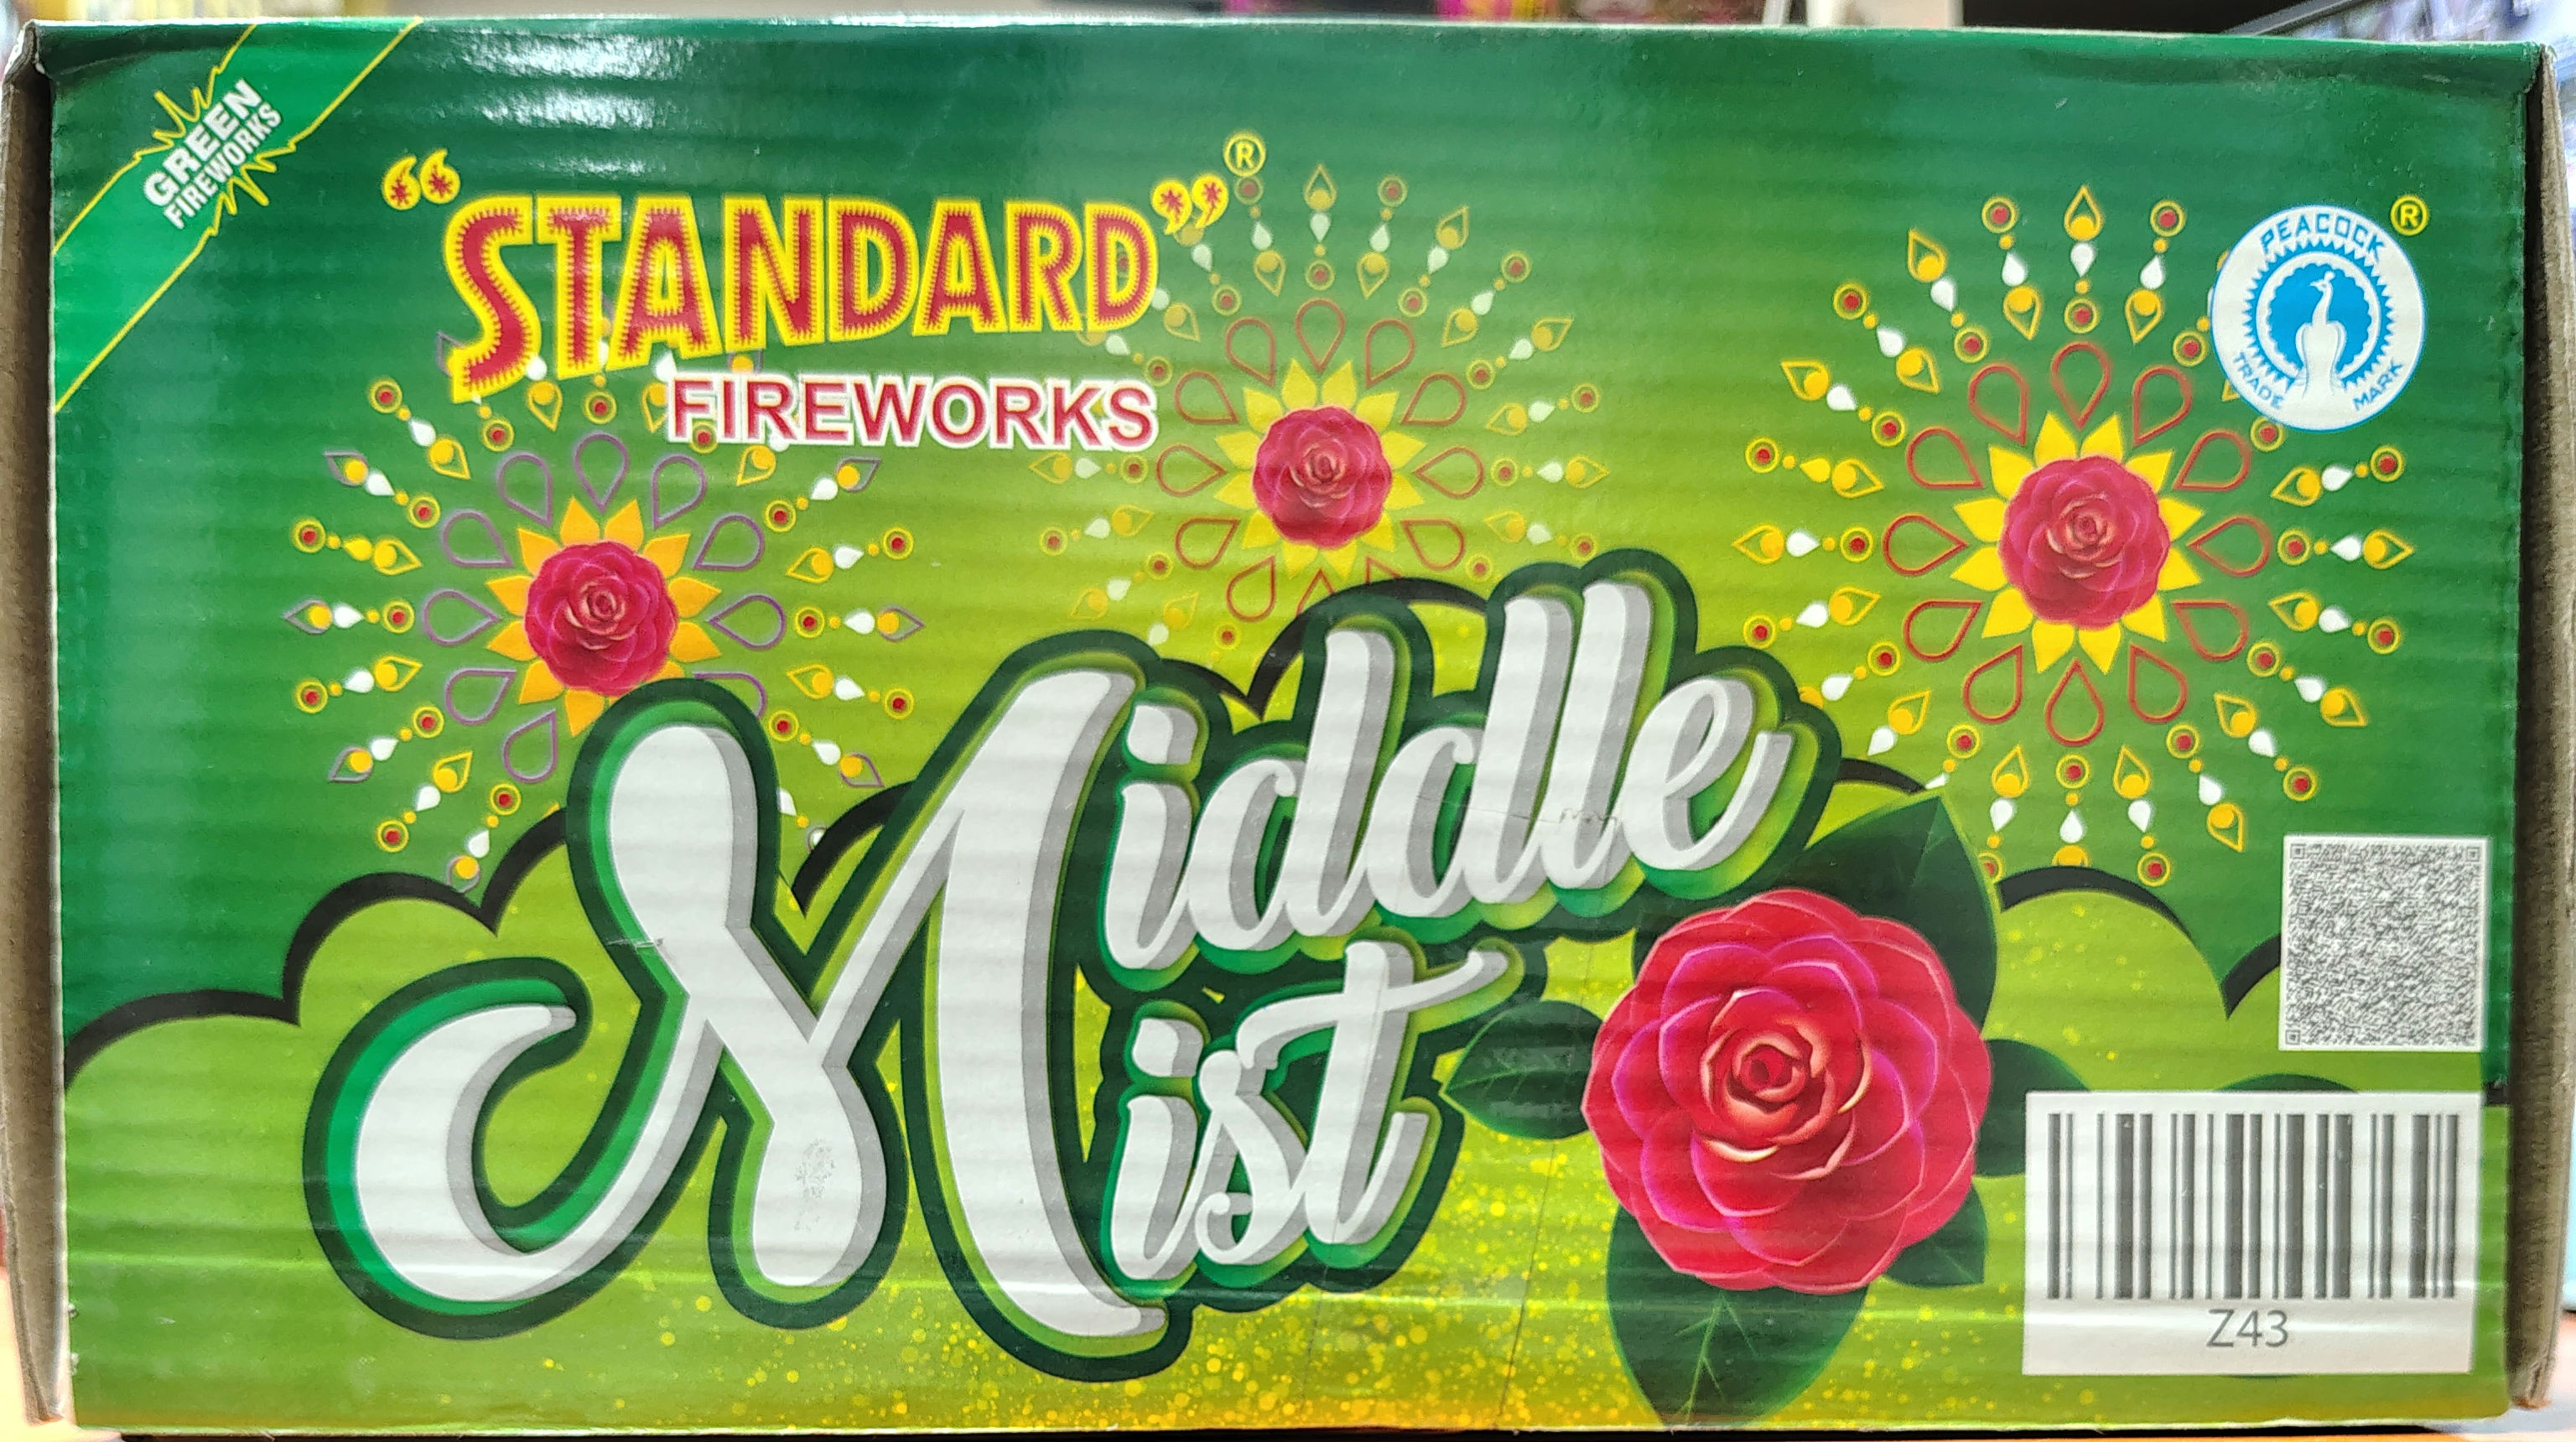 GREEN
FIREWORKS
“STANDARD”®
FIREWORKS
PEACOCK ®
TRADE MARK
Middle
Mist
Z43